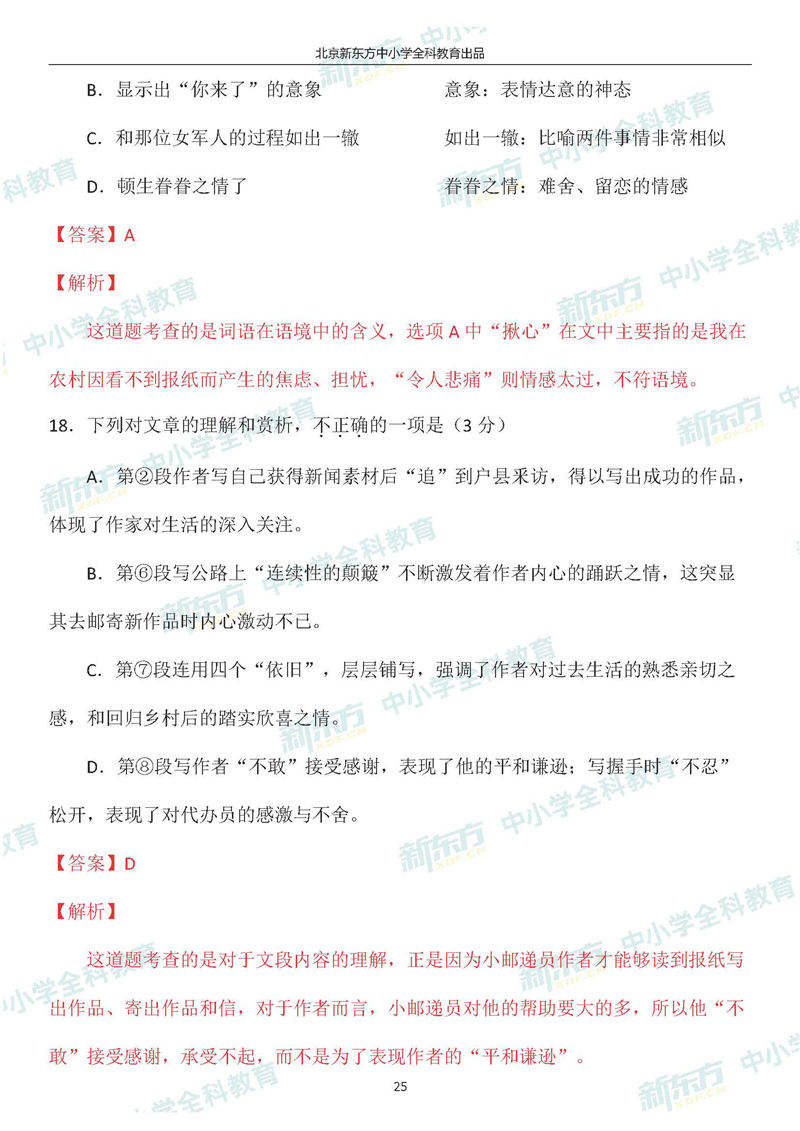 北京新东方中小学全科教育出品
B．显示出“你来了”的意象 意象：表情达意的神态
C．和那位女军人的过程如出一辙 如出一辙：比喻两件事情非常相似
D．顿生眷眷之情了 眷眷之情：难舍、留恋的情感
【答案】A
【解析】
这道题考查的是词语在语境中的含义，选项 A 中“揪心”在文中主要指的是我在
农村因看不到报纸而产生的焦虑、担忧，“令人悲痛”则情感太过，不符语境。
18．下列对文章的理解和赏析，不正确的一项是（3 分）
A．第②段作者写自己获得新闻素材后“追”到户县采访，得以写出成功的作品，
体现了作家对生活的深入关注。
B．第⑥段写公路上“连续性的颠簸”不断激发着作者内心的踊跃之情，这突显
其去邮寄新作品时内心激动不已。
C．第⑦段连用四个“依旧”，层层铺写，强调了作者对过去生活的熟悉亲切之
感，和回归乡村后的踏实欣喜之情。
D．第⑧段写作者“不敢”接受感谢，表现了他的平和谦逊；写握手时“不忍”
松开，表现了对代办员的感激与不舍。
【答案】D
【解析】
这道题考查的是对于文段内容的理解，正是因为小邮递员作者才能够读到报纸写
出作品、寄出作品和信，对于作者而言，小邮递员对他的帮助要大的多，所以他“不
敢”接受感谢，承受不起，而不是为了表现作者的“平和谦逊”。
25
新东方 XDF.CN 中小学全科教育